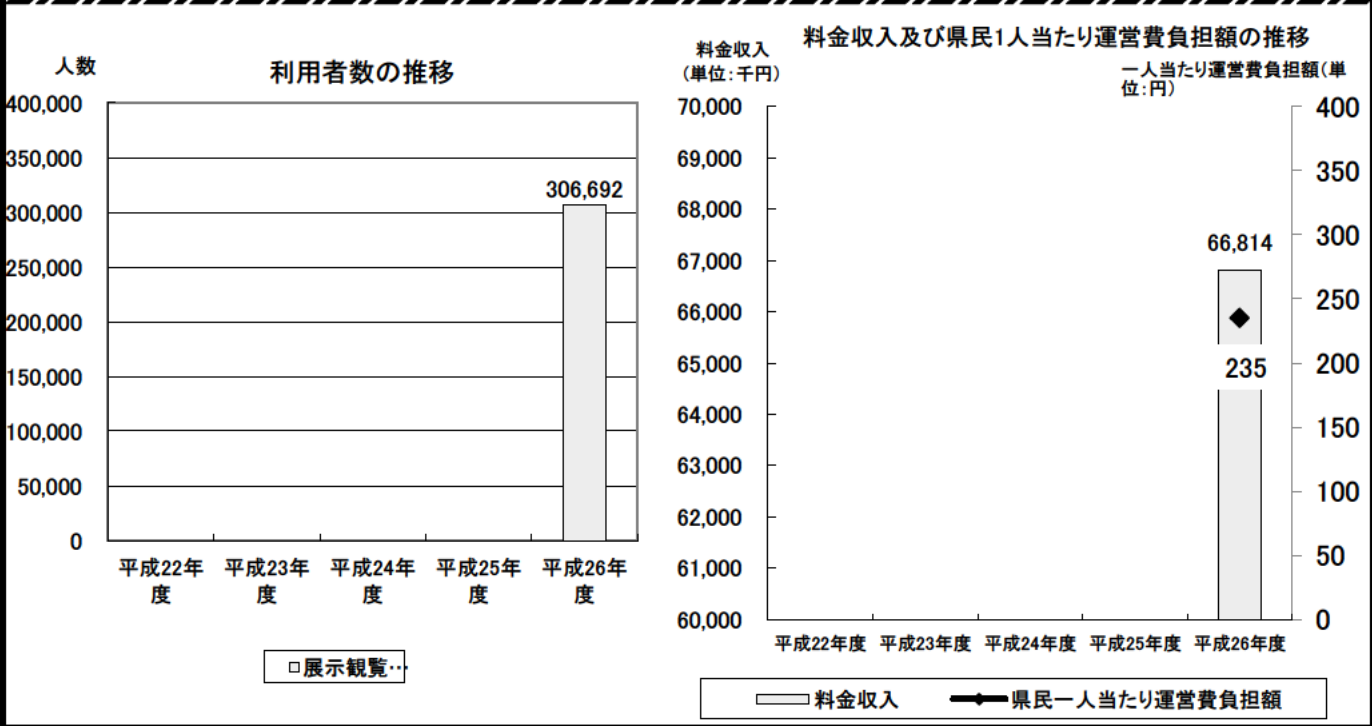 人数
利用者数の推移
400,000
350,000
300,000
250,000
200,000
150,000
100,000
50,000
0
306,692
平成22年
度
平成23年
度
平成24年
度
平成25年
度
平成26年
度
展示観覧…
料金収入及び県民1人当たり運営費負担額の推移
料金収入
(単位:千円)
一人当たり運営費負担額(単
位:円)
70,000
69,000
68,000
67,000
66,000
65,000
64,000
63,000
62,000
61,000
60,000
66,814
235
400
350
300
250
200
150
100
50
0
平成22年度
平成23年度
平成24年度
平成25年度
平成26年度
料金収入
県民一人当たり運営費負担額